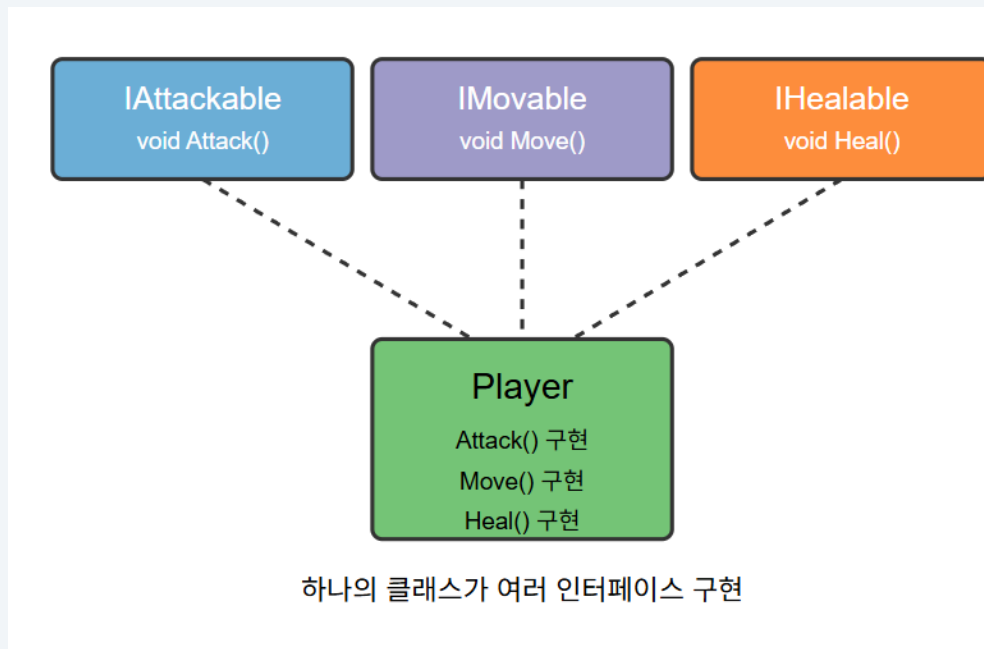 IAttackable
void Attack()
IMovable
void Move()
IHealable
void Heal()
Player
Attack() 구현
Move() 구현
Heal() 구현
하나의 클래스가 여러 인터페이스 구현